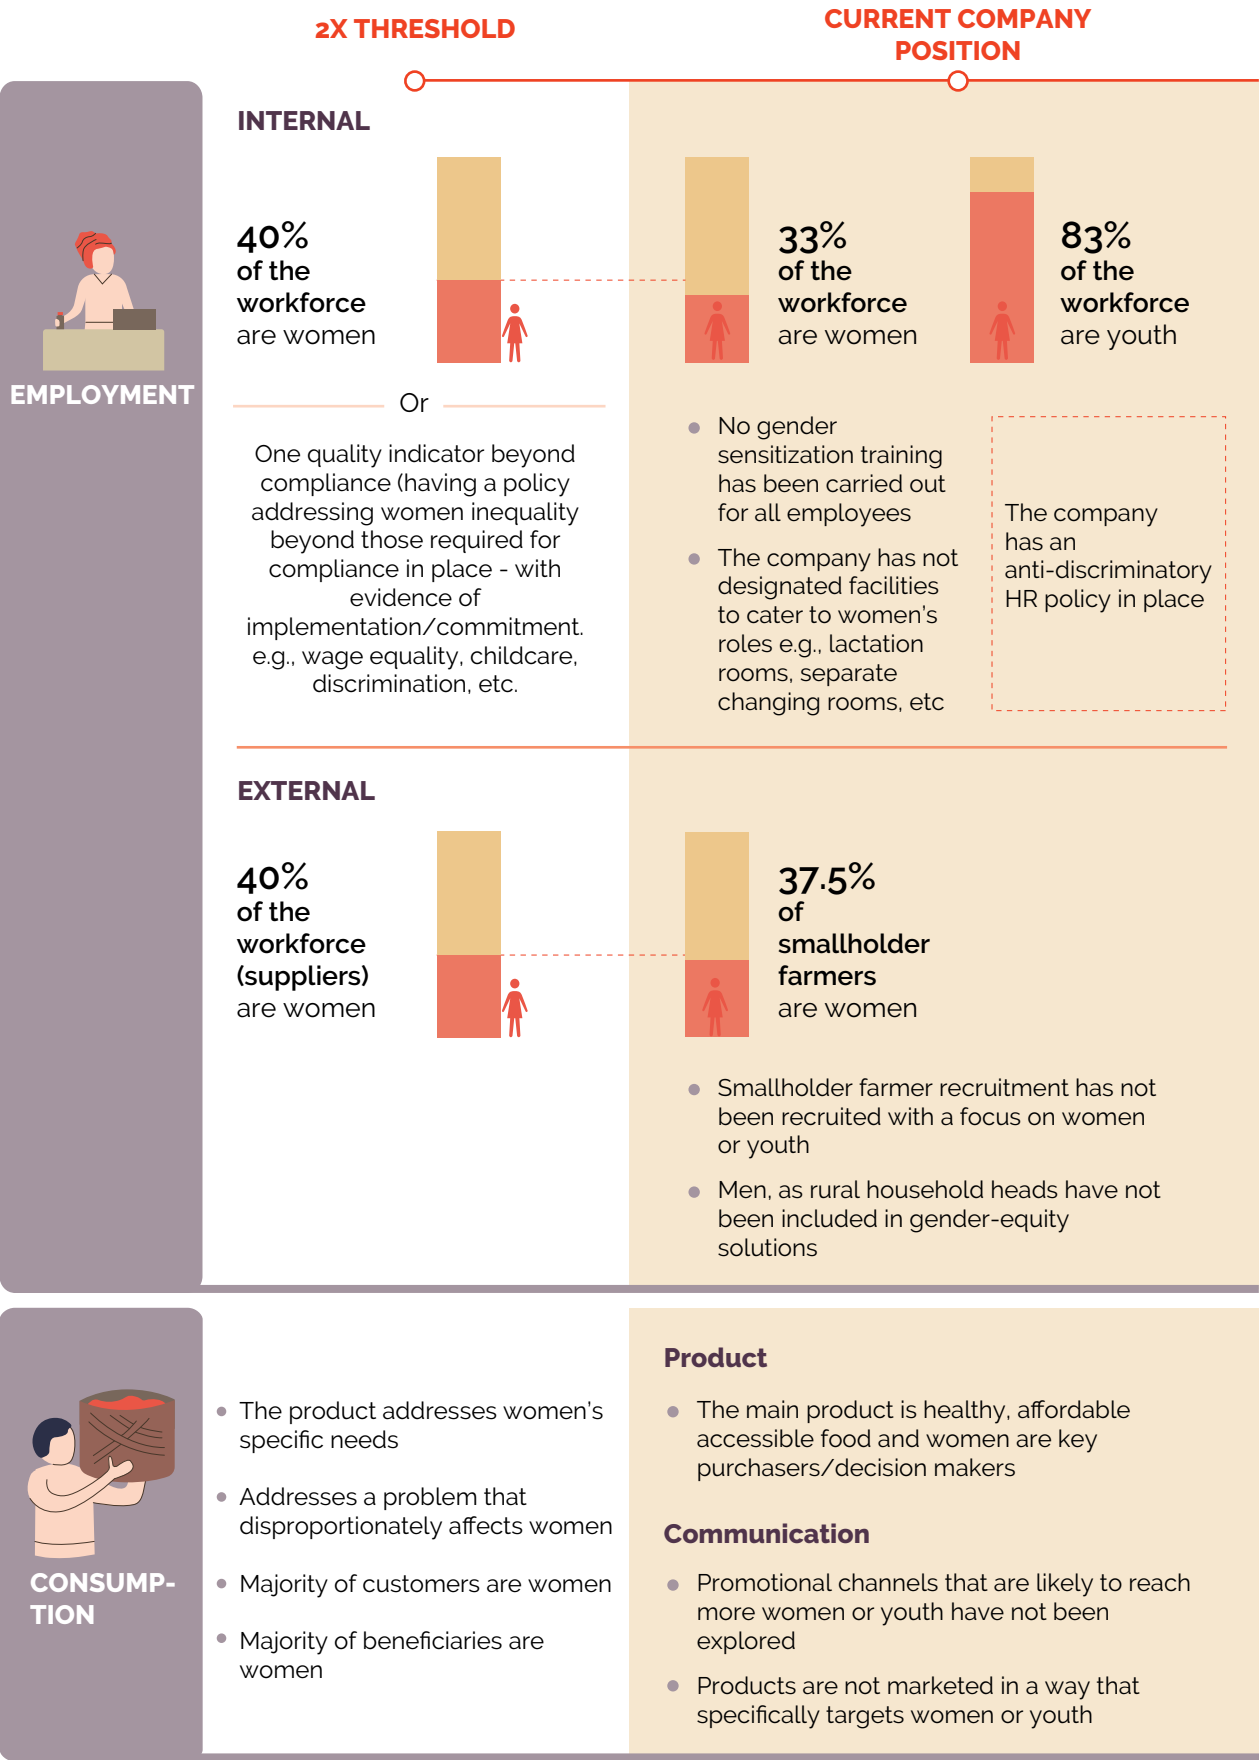 2X THRESHOLD
CURRENT COMPANY
POSITION
EMPLOYMENT
INTERNAL
40%
of the
workforce
are women
Or
One quality indicator beyond
compliance (having a policy
addressing women inequality
beyond those required for
compliance in place - with
evidence of
implementation/commitment.
e.g., wage equality, childcare,
discrimination, etc.
33%
of the
workforce
are women
83%
of the
workforce
are youth
No gender
sensitization training
has been carried out
for all employees
The company has not
designated facilities
to cater to women's
roles e.g., lactation
rooms, separate
changing rooms, etc
The company
has an
anti-discriminatory
HR policy in place
EXTERNAL
40%
of the
workforce
(suppliers)
are women
37.5%
of
smallholder
farmers
are women
Smallholder farmer recruitment has not
been recruited with a focus on women
or youth
Men, as rural household heads have not
been included in gender-equity
solutions
CONSUMP-
TION
The product addresses women's
specific needs
Addresses a problem that
disproportionately affects women
Majority of customers are women
Majority of beneficiaries are
women
Product
The main product is healthy, affordable
accessible food and women are key
purchasers/decision makers
Communication
Promotional channels that are likely to reach
more women or youth have not been
explored
Products are not marketed in a way that
specifically targets women or youth